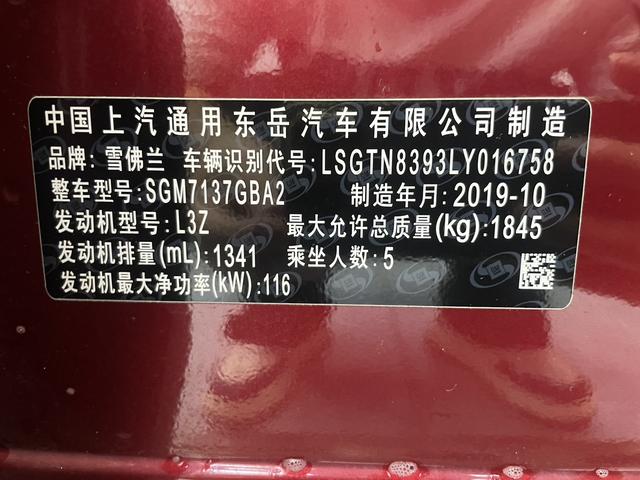 中国上汽通用东岳汽车有限公司制造
品牌: 雪佛兰 车辆识别代号: LSGTN8393LY016758
整车型号: SGM7137GBA2 制造年月: 2019-10
发动机型号: L3Z 最大允许总质量(kg): 1845
发动机排量(mL): 1341 乘坐人数: 5
发动机最大净功率(kW): 116